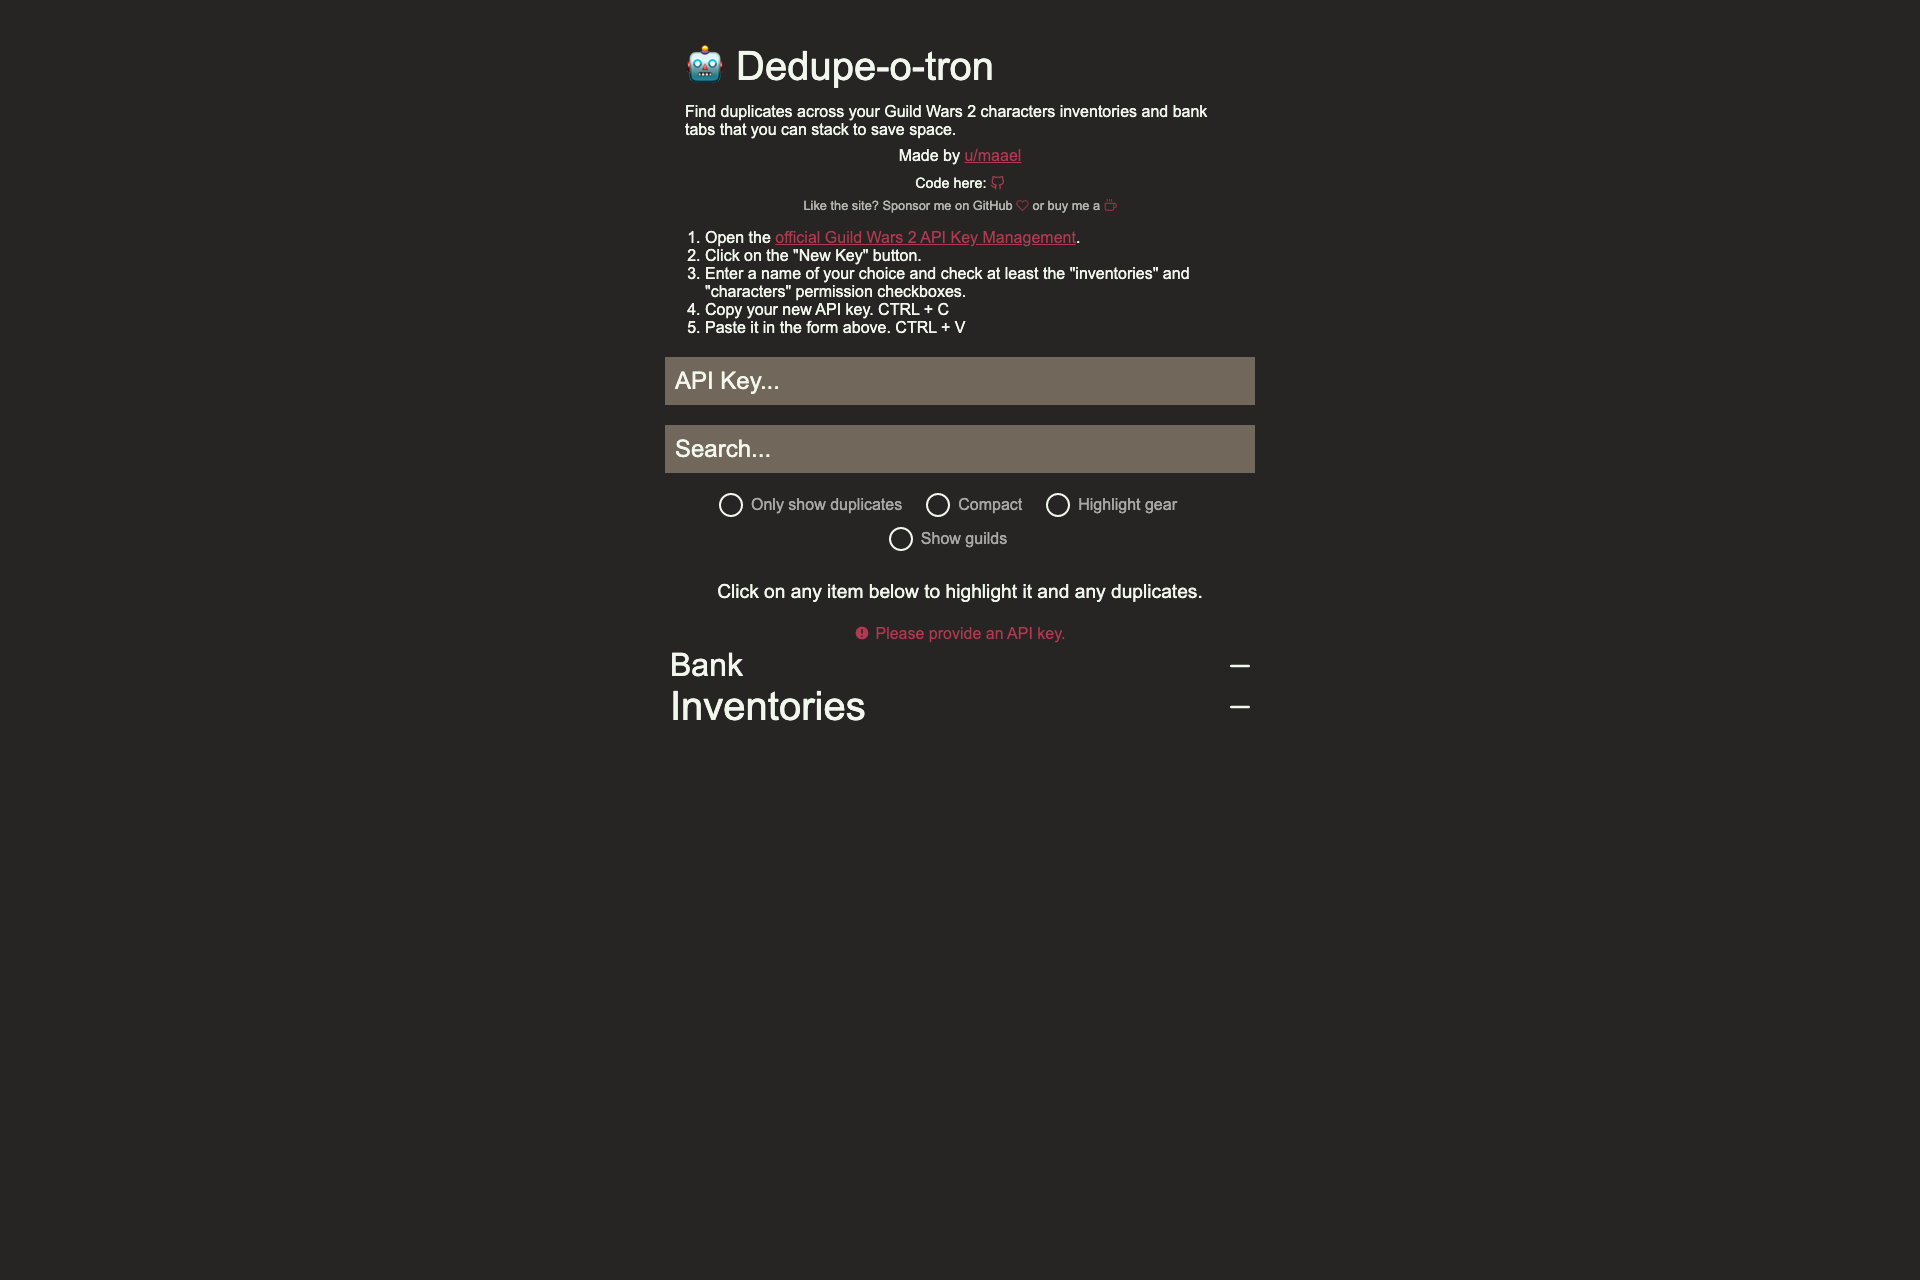 Dedupe-o-tron
Find duplicates across your Guild Wars 2 characters inventories and bank
tabs that you can stack to save space.
Made by u/maael
Code here:
Like the site? Sponsor me on GitHub or buy me a
1. Open the official Guild Wars 2 API Key Management.
2. Click on the "New Key" button.
3. Enter a name of your choice and check at least the "inventories" and
"characters" permission checkboxes.
4. Copy your new API key. CTRL + C
5. Paste it in the form above. CTRL + V
API Key...
Search...
Only show duplicates Compact Highlight gear
Show guilds
Click on any item below to highlight it and any duplicates.
Please provide an API key.
Bank
Inventories